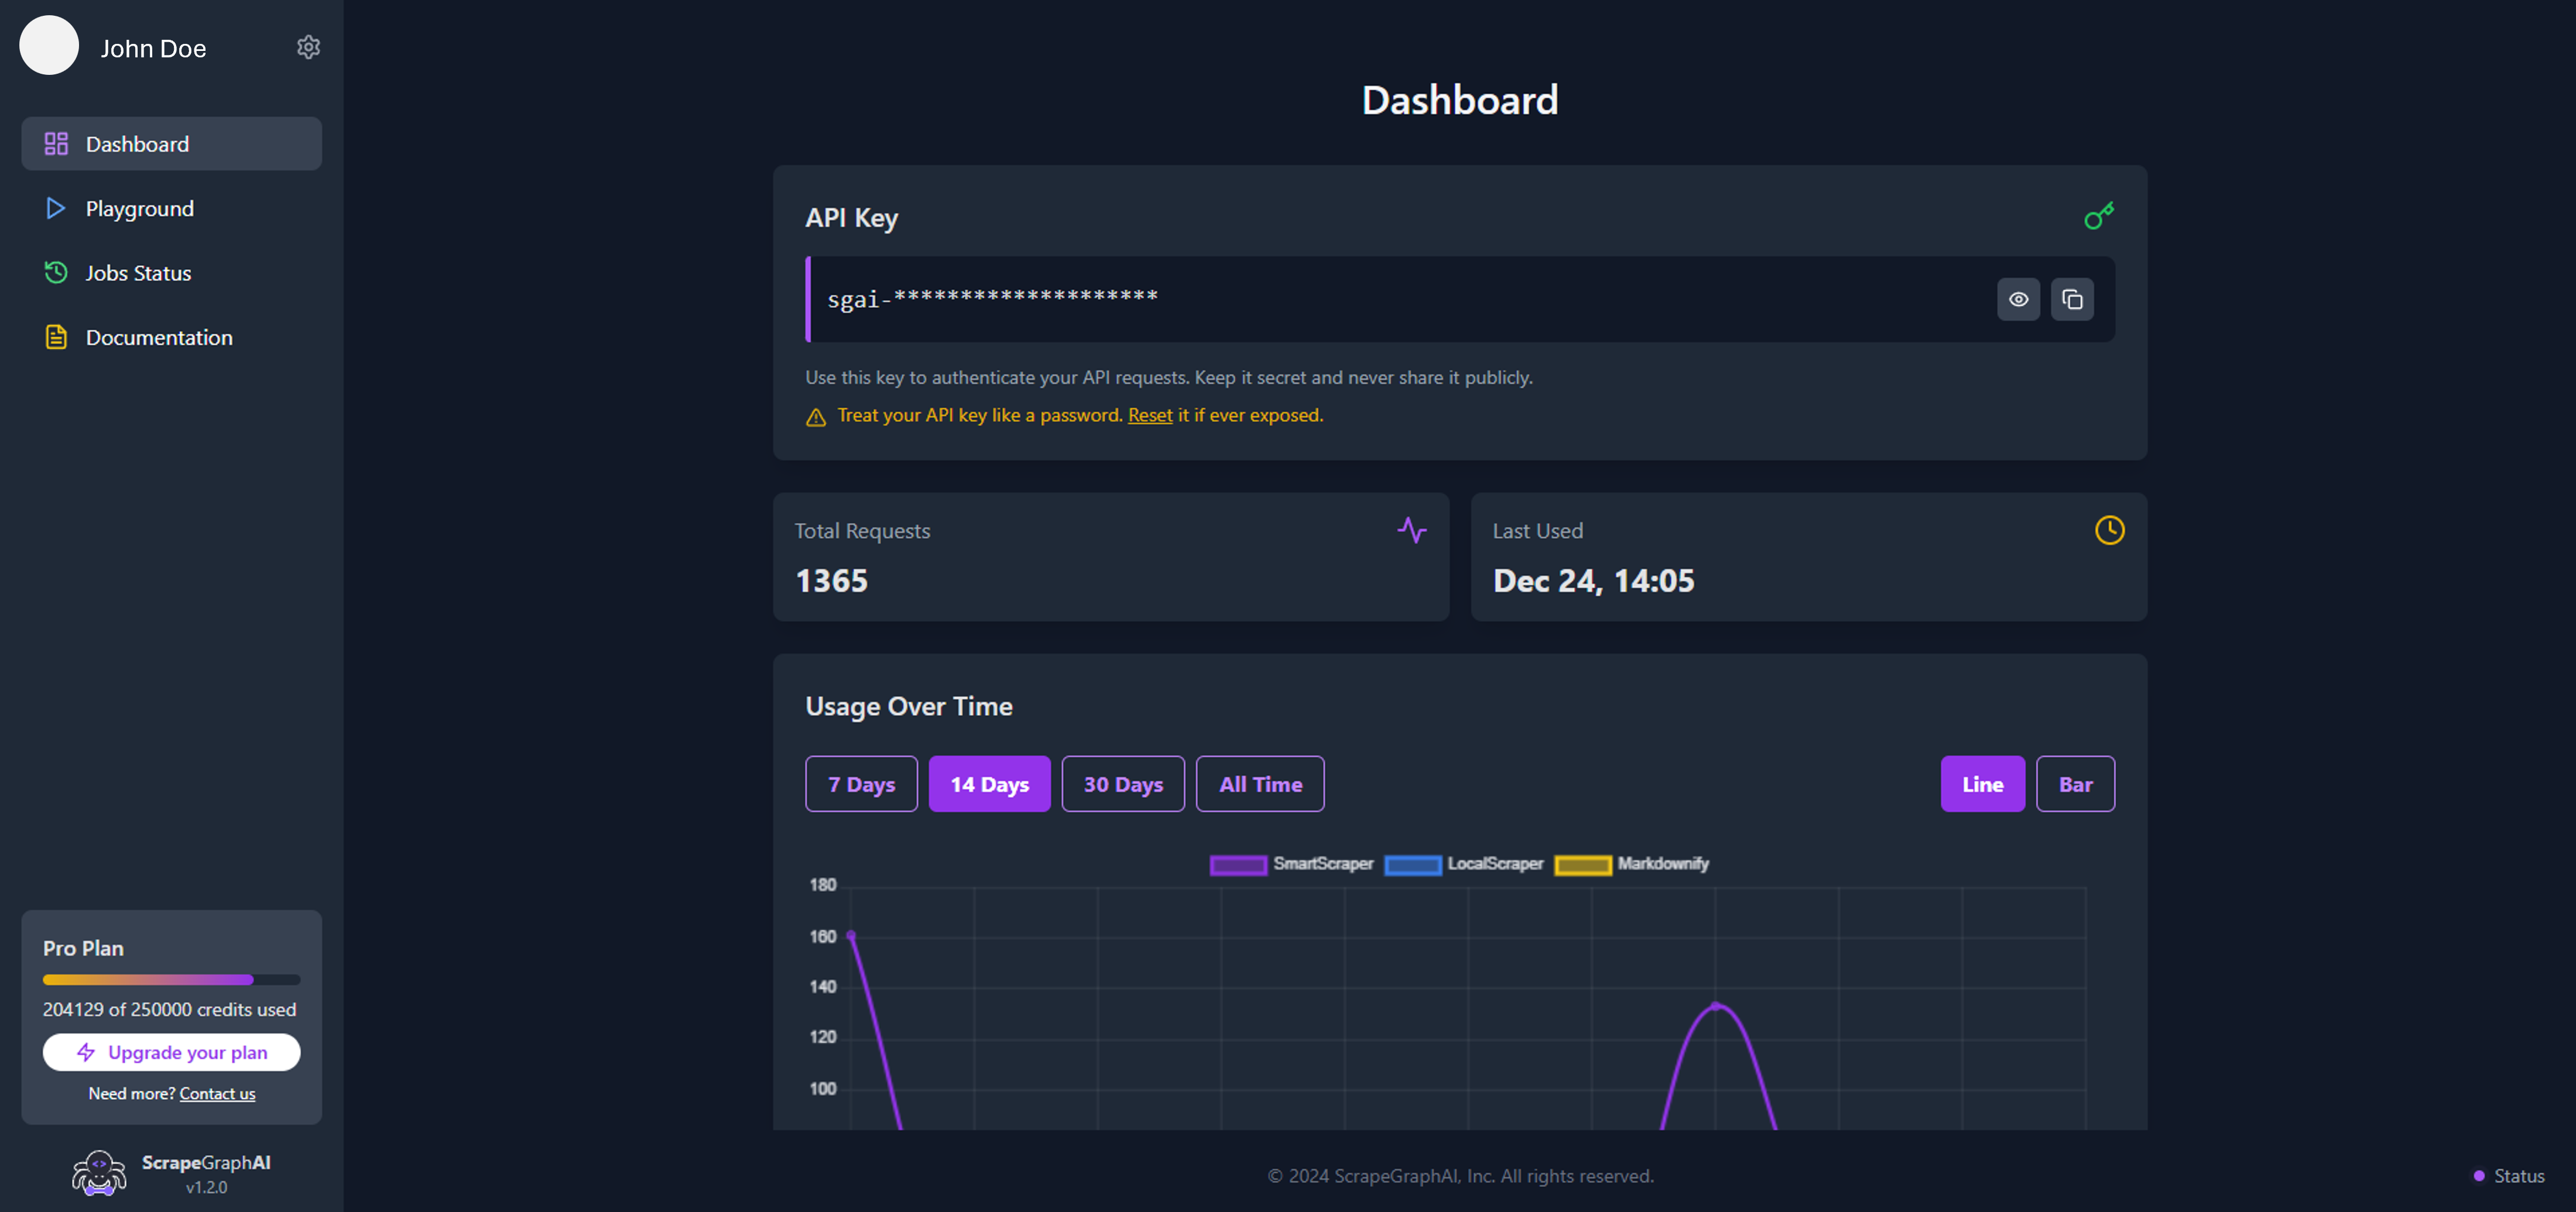 John Doe
Dashboard
Playground
Jobs Status
Documentation
Pro Plan
204129 of 250000 credits used
Upgrade your plan
Need more? Contact us
ScrapeGraphAI
v1.2.0
Dashboard
API Key
sgai-********************
Use this key to authenticate your API requests. Keep it secret and never share it publicly.
Treat your API key like a password. Reset it if ever exposed.
Total Requests
1365
Last Used
Dec 24, 14:05
Usage Over Time
7 Days 14 Days 30 Days All Time Line Bar
SmartScraper LocalScraper Markdownify
180
160
140
120
100
© 2024 ScrapeGraphAI, Inc. All rights reserved.
Status